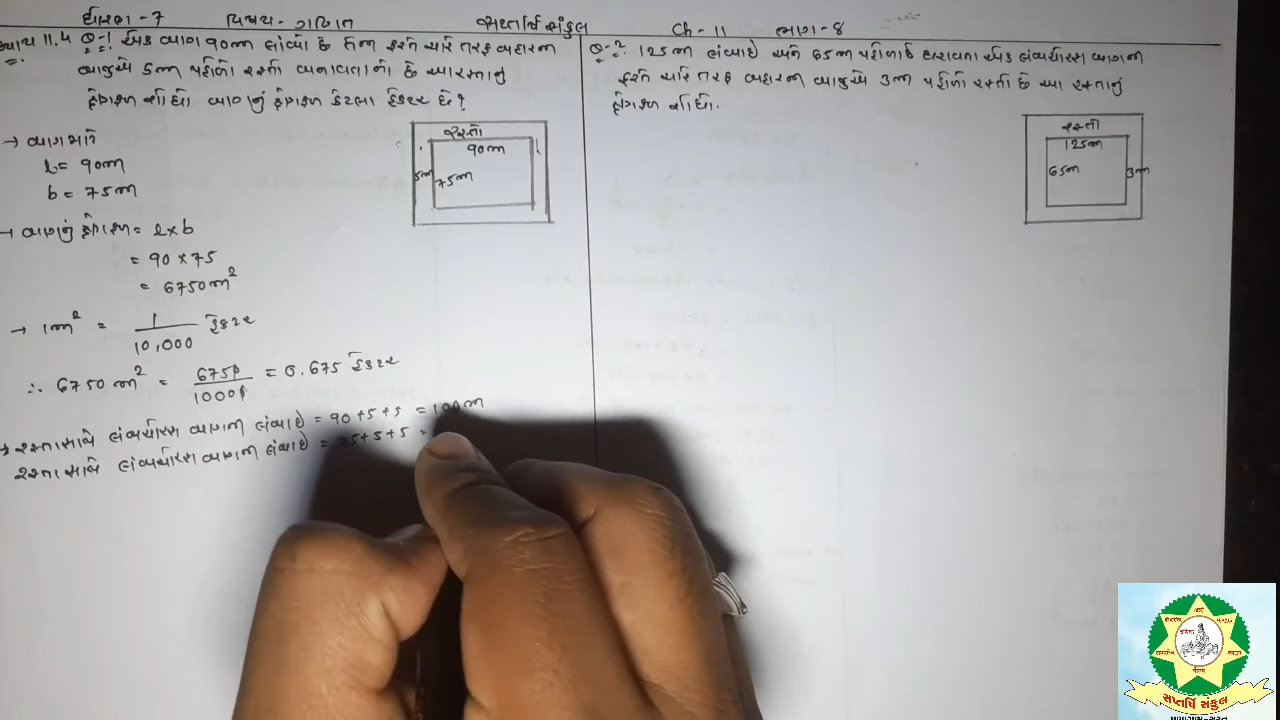 ધોરણ - 7 વિષય - ગણિત સપ્તર્ષિ સંકુલ Ch - 11 ભાગ - 8
સ્વાધ્યાય 11.4 Q-1 એક બાગ 90m લાંબો છે તેની ફરતે ચારે તરફ બહારની
બાજુએ 5m પહોળો રસ્તો બનાવવાનો છે આ રસ્તાનું
ક્ષેત્રફળ શોધો બાગનું ક્ષેત્રફળ કેટલા હેક્ટર છે?
રસ્તો
90m
5m 75m
→ બાગ માટે
l = 90m
b = 75m
→ બાગનું ક્ષેત્રફળ = l × b
= 90 × 75
= 6750m²
→ 1m² = 1/10,000 હેક્ટર
∴ 6750m² = 6750/10000 = 0.675 હેક્ટર
→ રસ્તા સાથે લંબચોરસ બાગની લંબાઈ = 90+5+5 = 100m
રસ્તા સાથે લંબચોરસ બાગની લંબાઈ = 75+5+5 =
Q-2 125m લંબાઈ અને 65m પહોળાઈ ધરાવતા એક લંબચોરસ બાગની
ફરતે ચારે તરફ બહારની બાજુએ 3m પહોળો રસ્તો છે આ રસ્તાનું
ક્ષેત્રફળ શોધો.
રસ્તો
125m
65m 3m
સપ્તર્ષિ સંકુલ